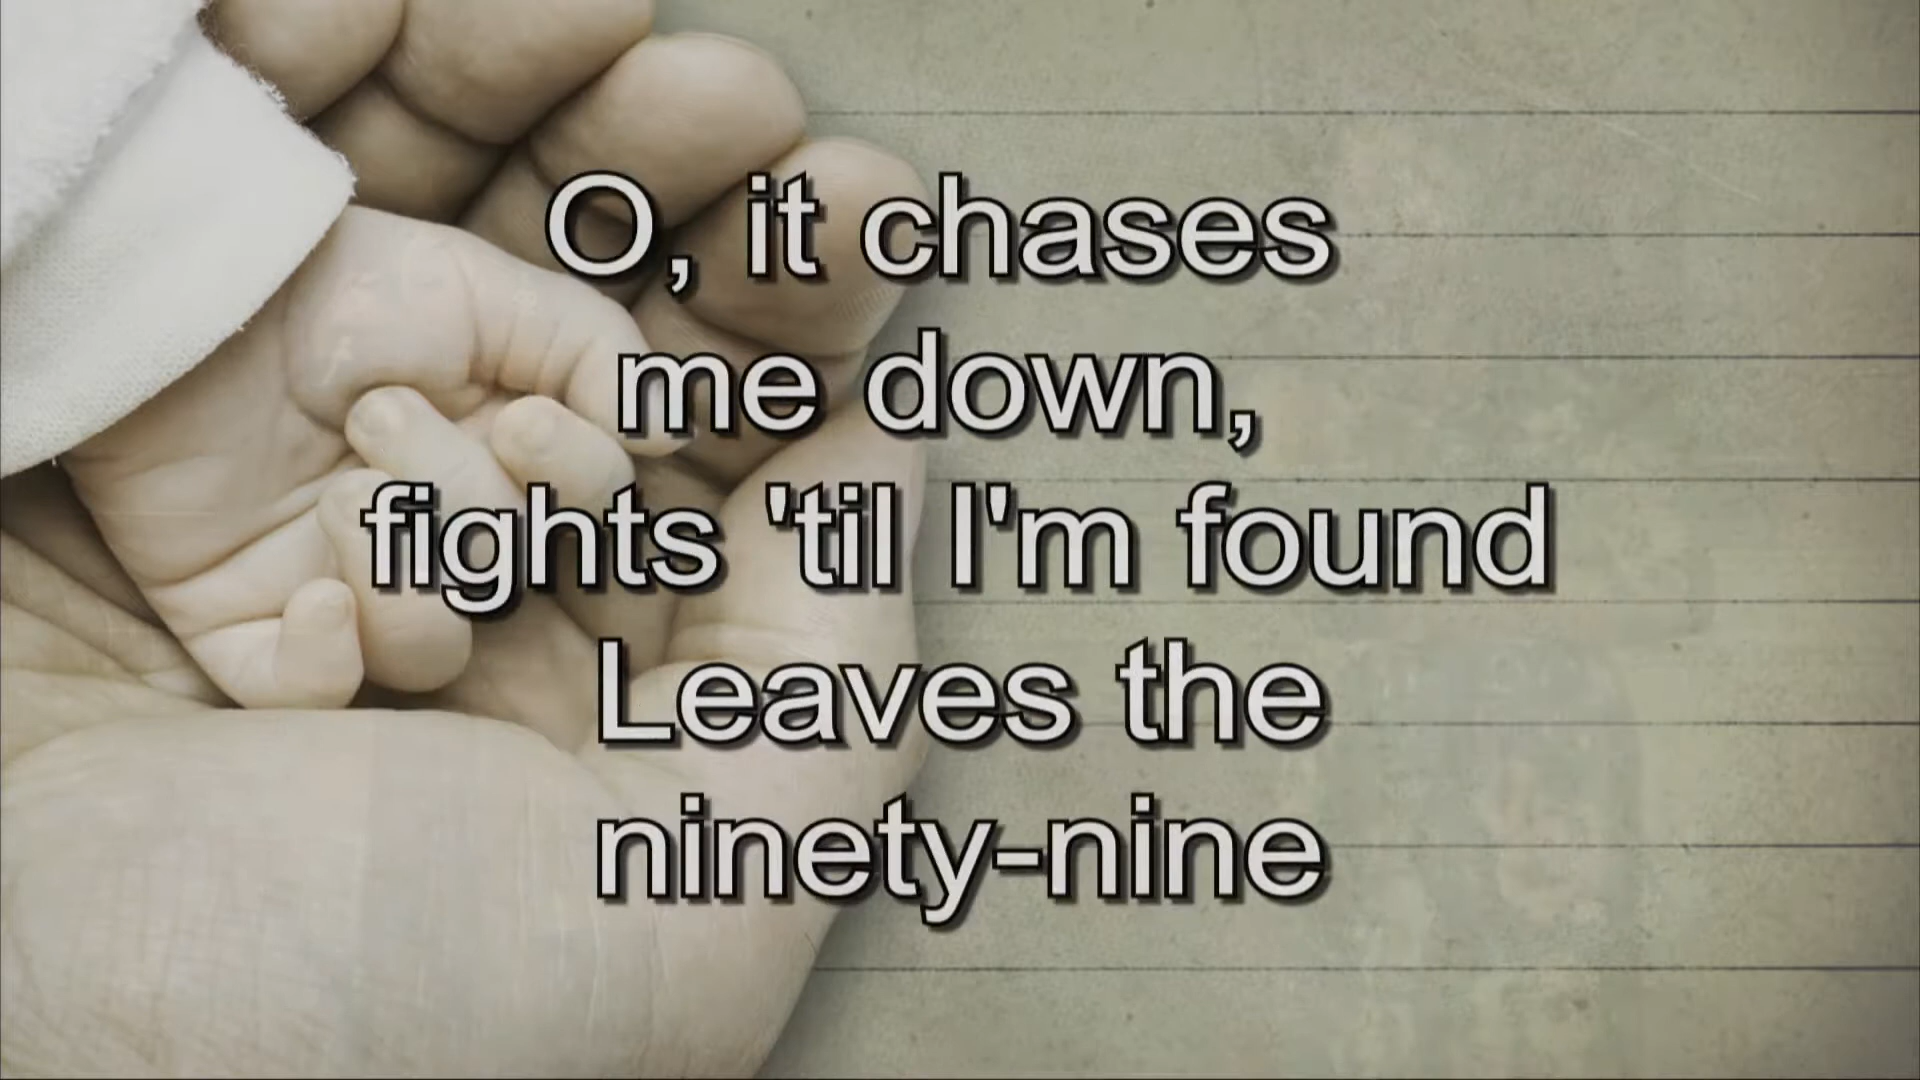 O, it chases
me down,
fights 'til I'm found
Leaves the
ninety-nine